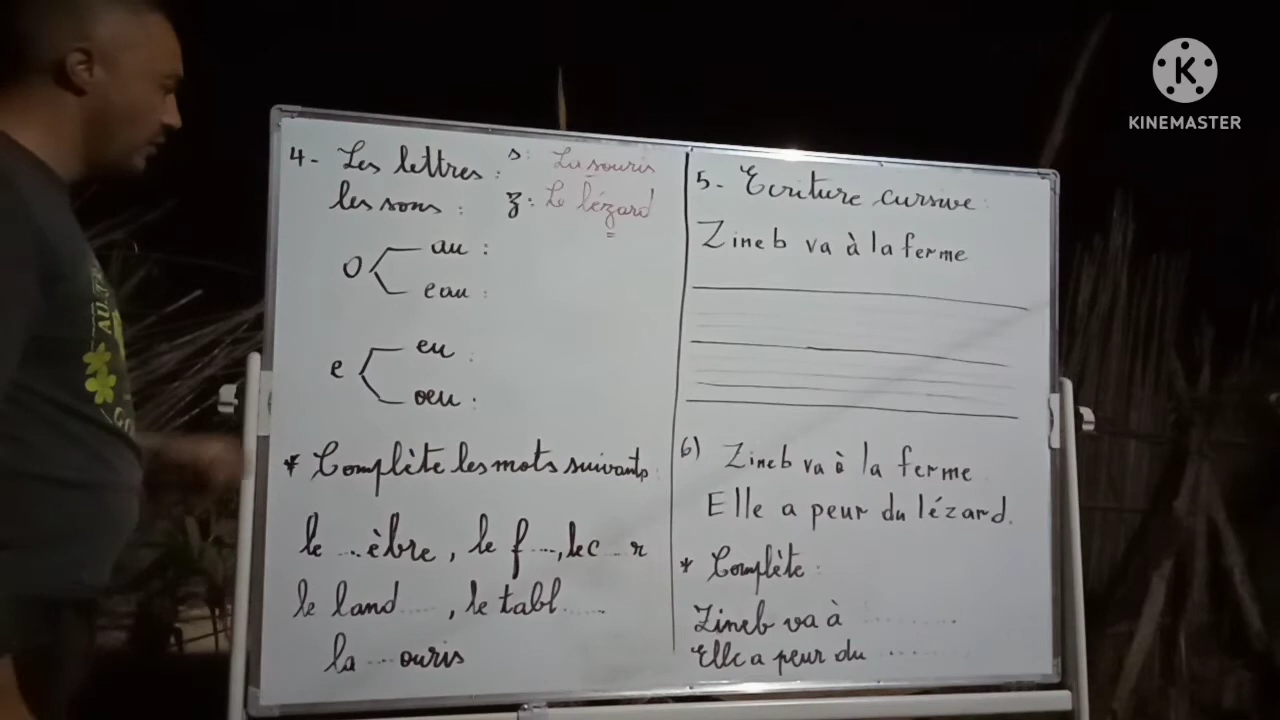 4- Les lettres : s: La souris
les sons : z: Le lézard
O au :
eau :
e eu :
oeu :
* Complète les mots suivants
le ...èbre, le f ...., le c ... r
le land ....., le tabl ......
la ....ouris
5- Ecriture cursive :
Zineb va à la ferme
6) Zineb va à la ferme
Elle a peur du lézard.
* Complète :
Zineb va à ..........
Elle a peur du ..........
KINEMASTER